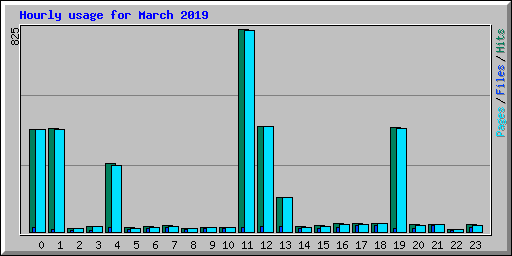 Hourly usage for March 2019
825
Pages/Files/Hits
0 1 2 3 4 5 6 7 8 9 10 11 12 13 14 15 16 17 18 19 20 21 22 23